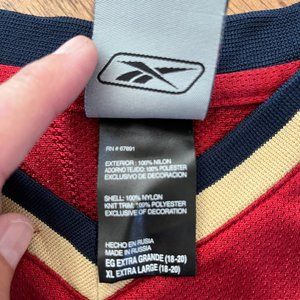 RN # 67691
EXTERIOR: 100% NILON
ADORNO TEJIDO: 100% POLIESTER
EXCLUSIVO DE DECORACION
SHELL: 100% NYLON
KNIT TRIM: 100% POLYESTER
EXCLUSIVE OF DECORATION
HECHO EN RUSIA
MADE IN RUSSIA
EG EXTRA GRANDE (18-20)
XL EXTRA LARGE (18-20)